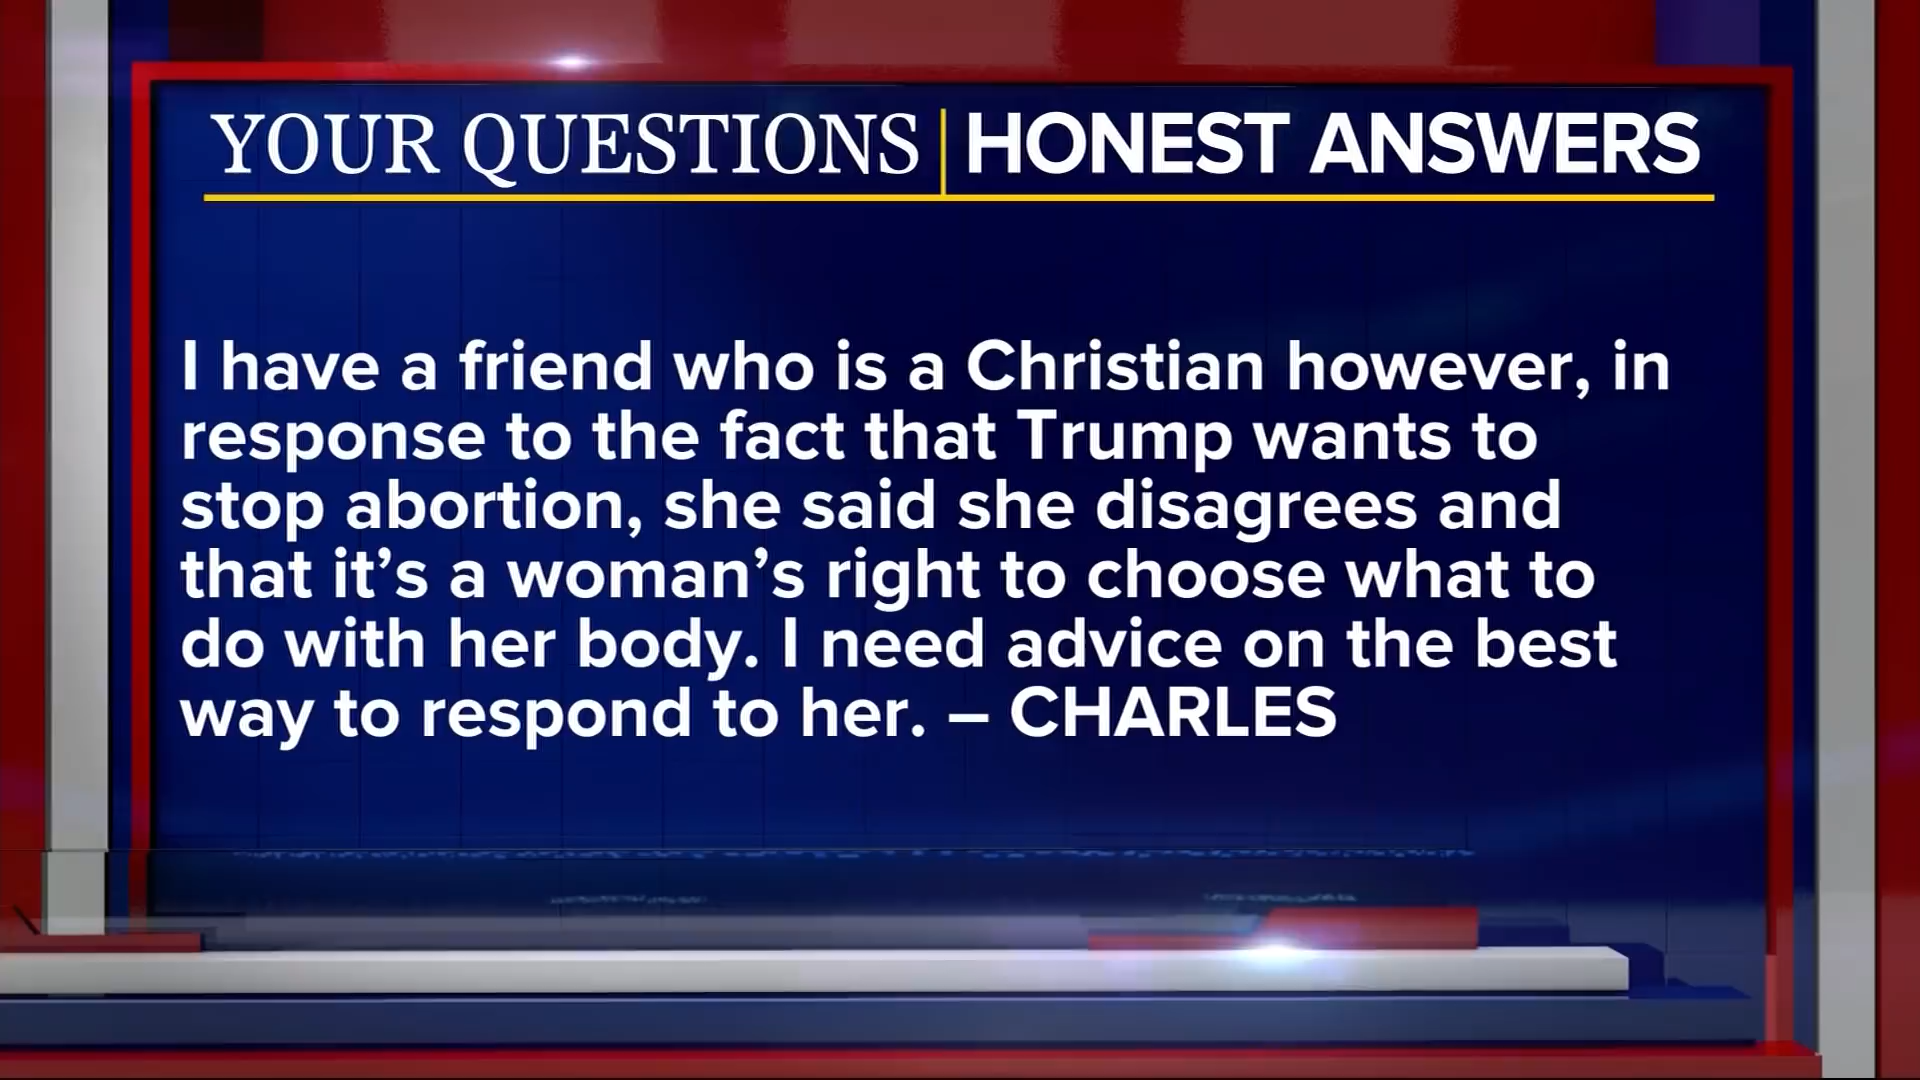 YOUR QUESTIONS | HONEST ANSWERS
I have a friend who is a Christian however, in
response to the fact that Trump wants to
stop abortion, she said she disagrees and
that it’s a woman’s right to choose what to
do with her body. I need advice on the best
way to respond to her. – CHARLES